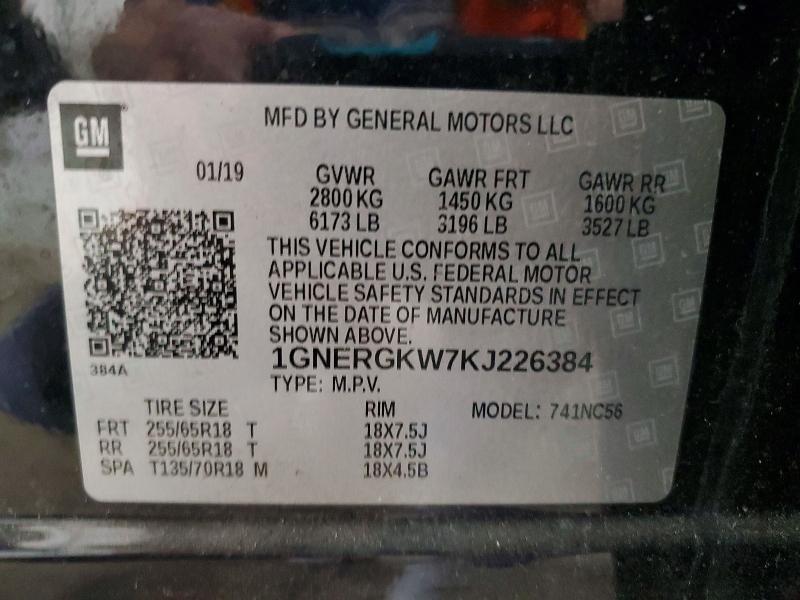 GM
MFD BY GENERAL MOTORS LLC
01/19 GVWR GAWR FRT GAWR RR
2800 KG 1450 KG 1600 KG
6173 LB 3196 LB 3527 LB
THIS VEHICLE CONFORMS TO ALL
APPLICABLE U.S. FEDERAL MOTOR
VEHICLE SAFETY STANDARDS IN EFFECT
ON THE DATE OF MANUFACTURE
SHOWN ABOVE.
384A
1GNERGKW7KJ226384
TYPE: M.P.V.
TIRE SIZE RIM MODEL: 741NC56
FRT 255/65R18 T 18X7.5J
RR 255/65R18 T 18X7.5J
SPA T135/70R18 M 18X4.5B